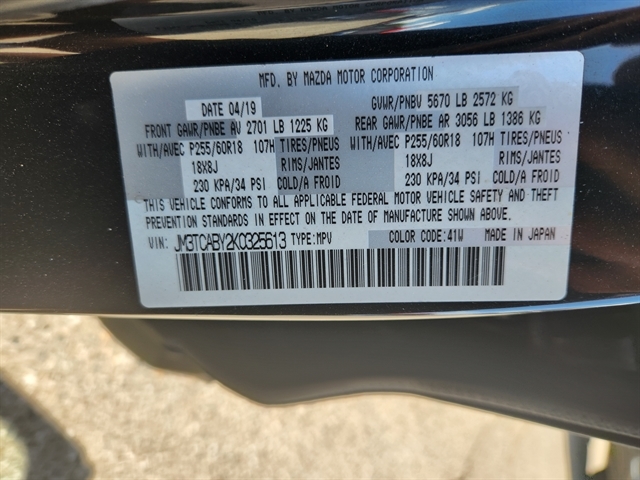 MFD. BY MAZDA MOTOR CORPORATION
DATE 04/19 GVWR/PNBV 5670 LB 2572 KG
FRONT GAWR/PNBE AV 2701 LB 1225 KG REAR GAWR/PNBE AR 3056 LB 1386 KG
WITH/AVEC P255/60R18 107H TIRES/PNEUS WITH/AVEC P255/60R18 107H TIRES/PNEUS
18X8J RIMS/JANTES 18X8J RIMS/JANTES
230 KPA/34 PSI COLD/A FROID 230 KPA/34 PSI COLD/A FROID
THIS VEHICLE CONFORMS TO ALL APPLICABLE FEDERAL MOTOR VEHICLE SAFETY AND THEFT
PREVENTION STANDARDS IN EFFECT ON THE DATE OF MANUFACTURE SHOWN ABOVE.
VIN: JM3TCABY2KC325513 TYPE:MPV COLOR CODE:41W MADE IN JAPAN